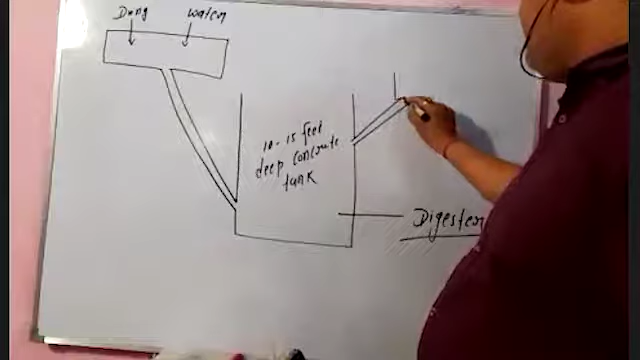 Dung water
10-15 feet
deep concrete
tank
Digester